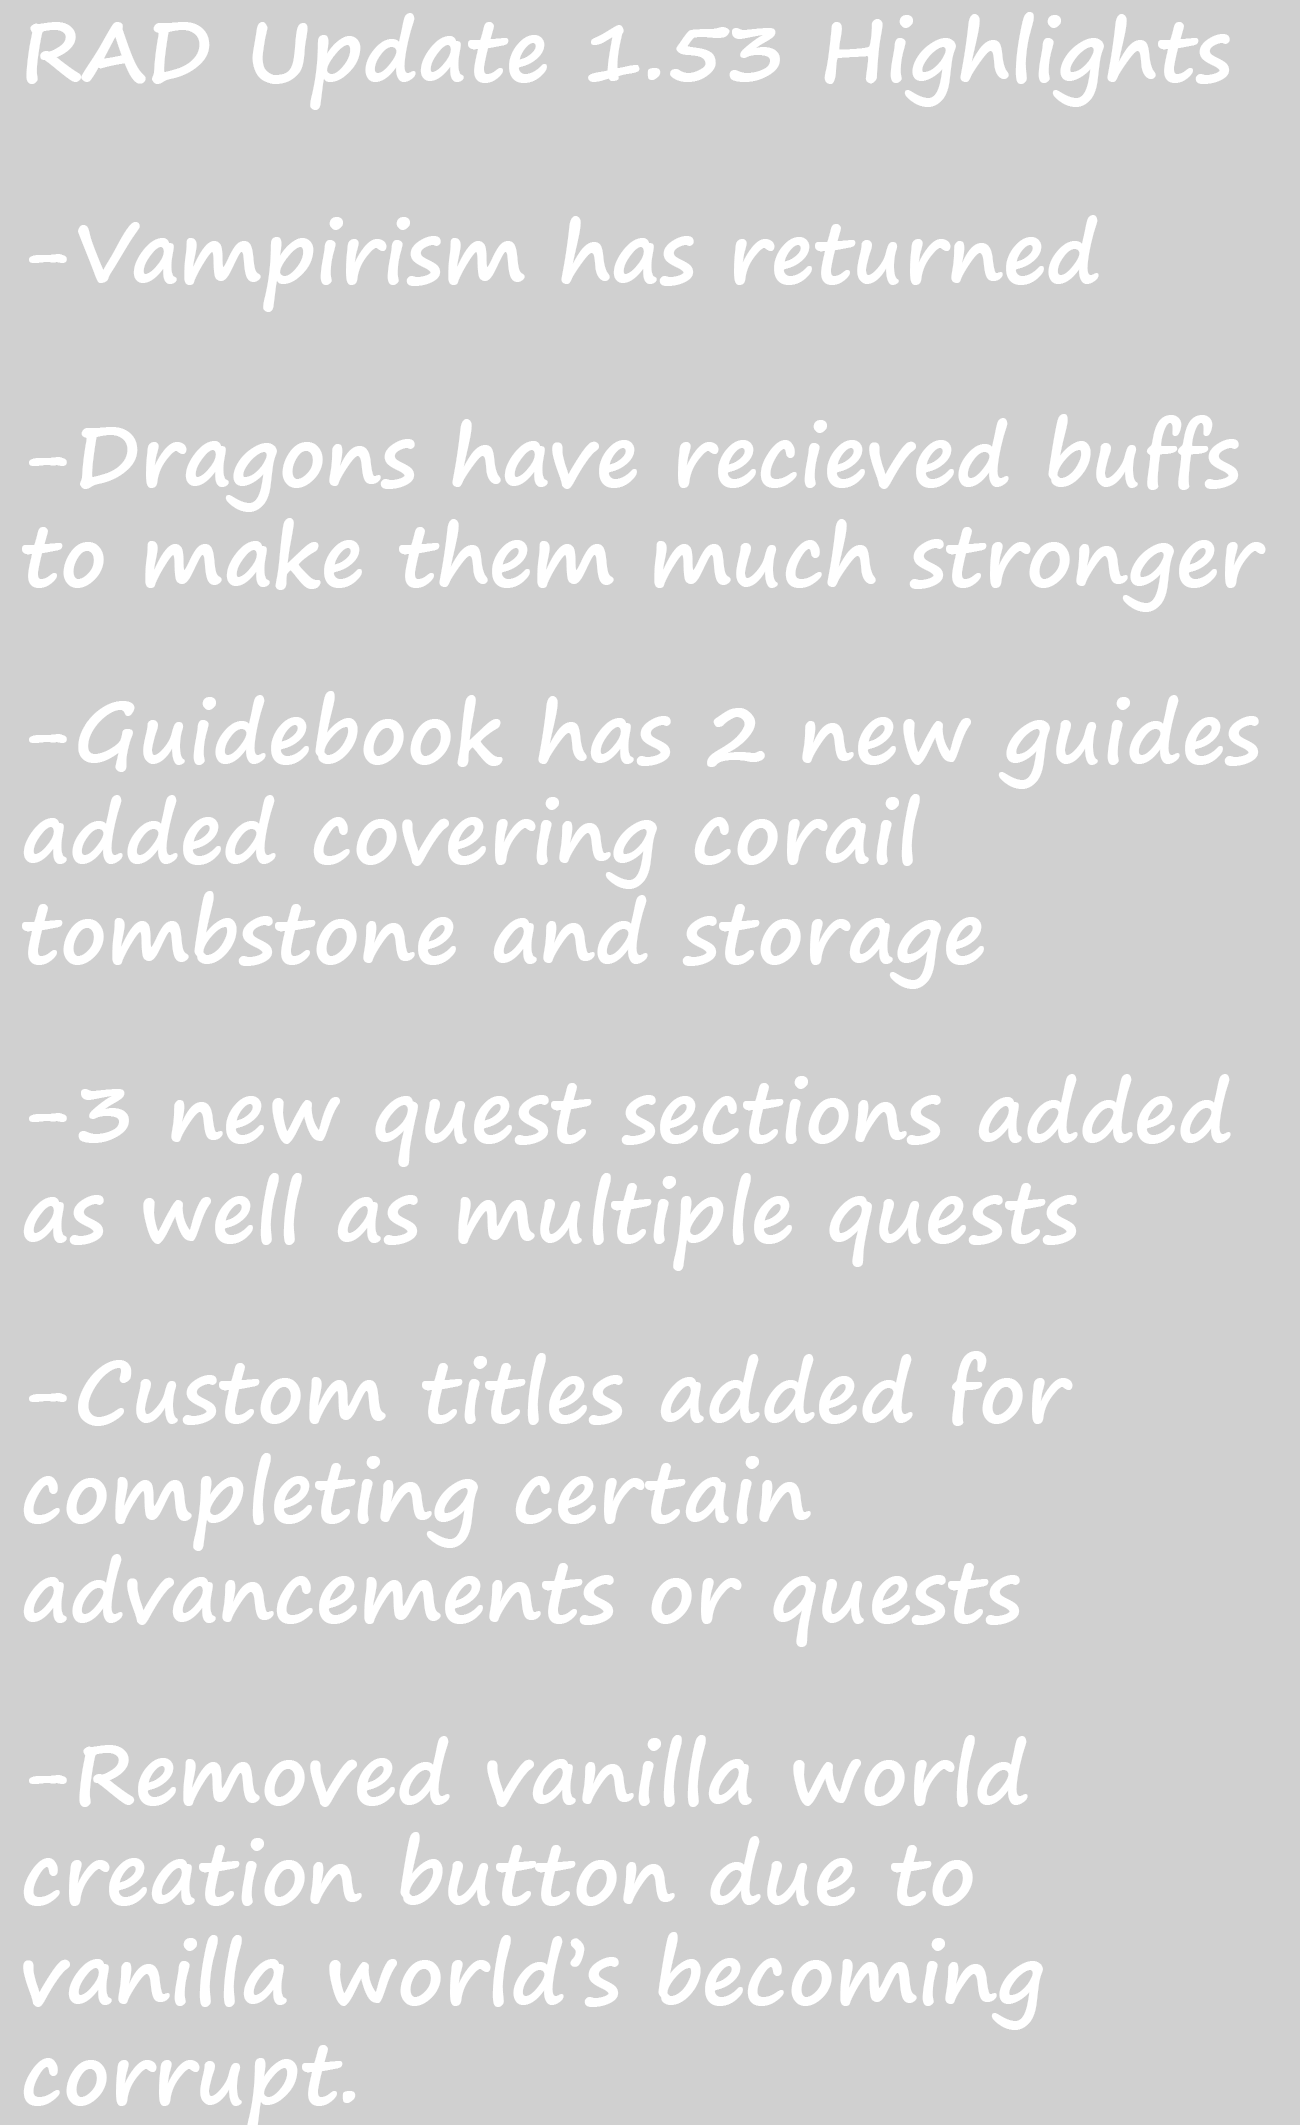 RAD Update 1.53 Highlights
-Vampirism has returned
-Dragons have recieved buffs
to make them much stronger
-Guidebook has 2 new guides
added covering corail
tombstone and storage
-3 new quest sections added
as well as multiple quests
-Custom titles added for
completing certain
advancements or quests
-Removed vanilla world
creation button due to
vanilla world’s becoming
corrupt.